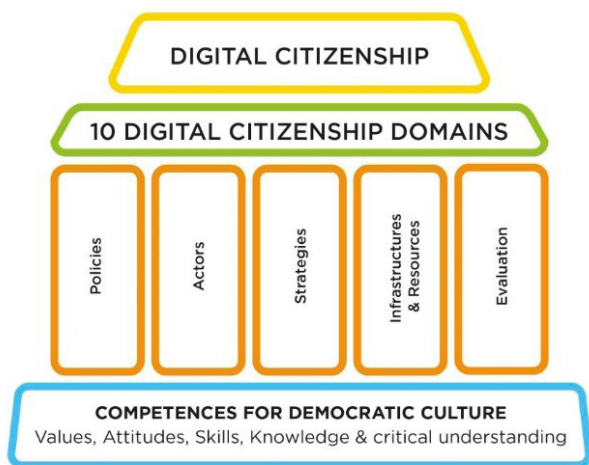 DIGITAL CITIZENSHIP
10 DIGITAL CITIZENSHIP DOMAINS
Policies
Actors
Strategies
Infrastructures
& Resources
Evaluation
COMPETENCES FOR DEMOCRATIC CULTURE
Values, Attitudes, Skills, Knowledge & critical understanding